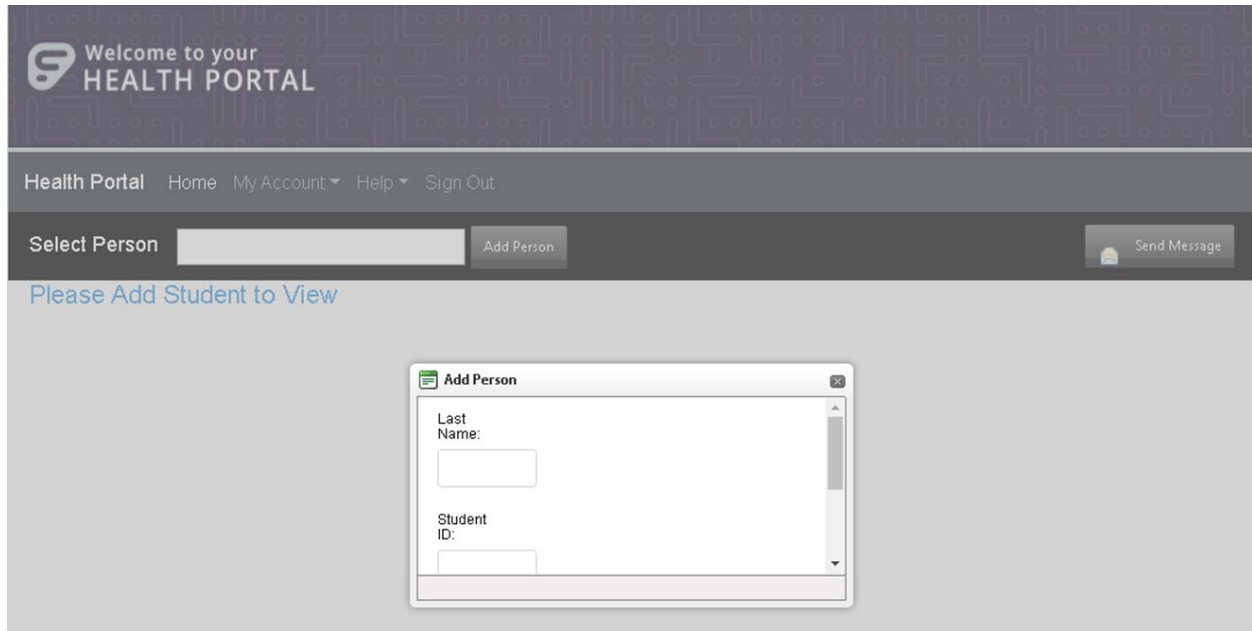 Welcome to your
HEALTH PORTAL
Health Portal Home My Account Help Sign Out
Select Person Add Person Send Message
Please Add Student to View
Add Person
Last
Name:
Student
ID: